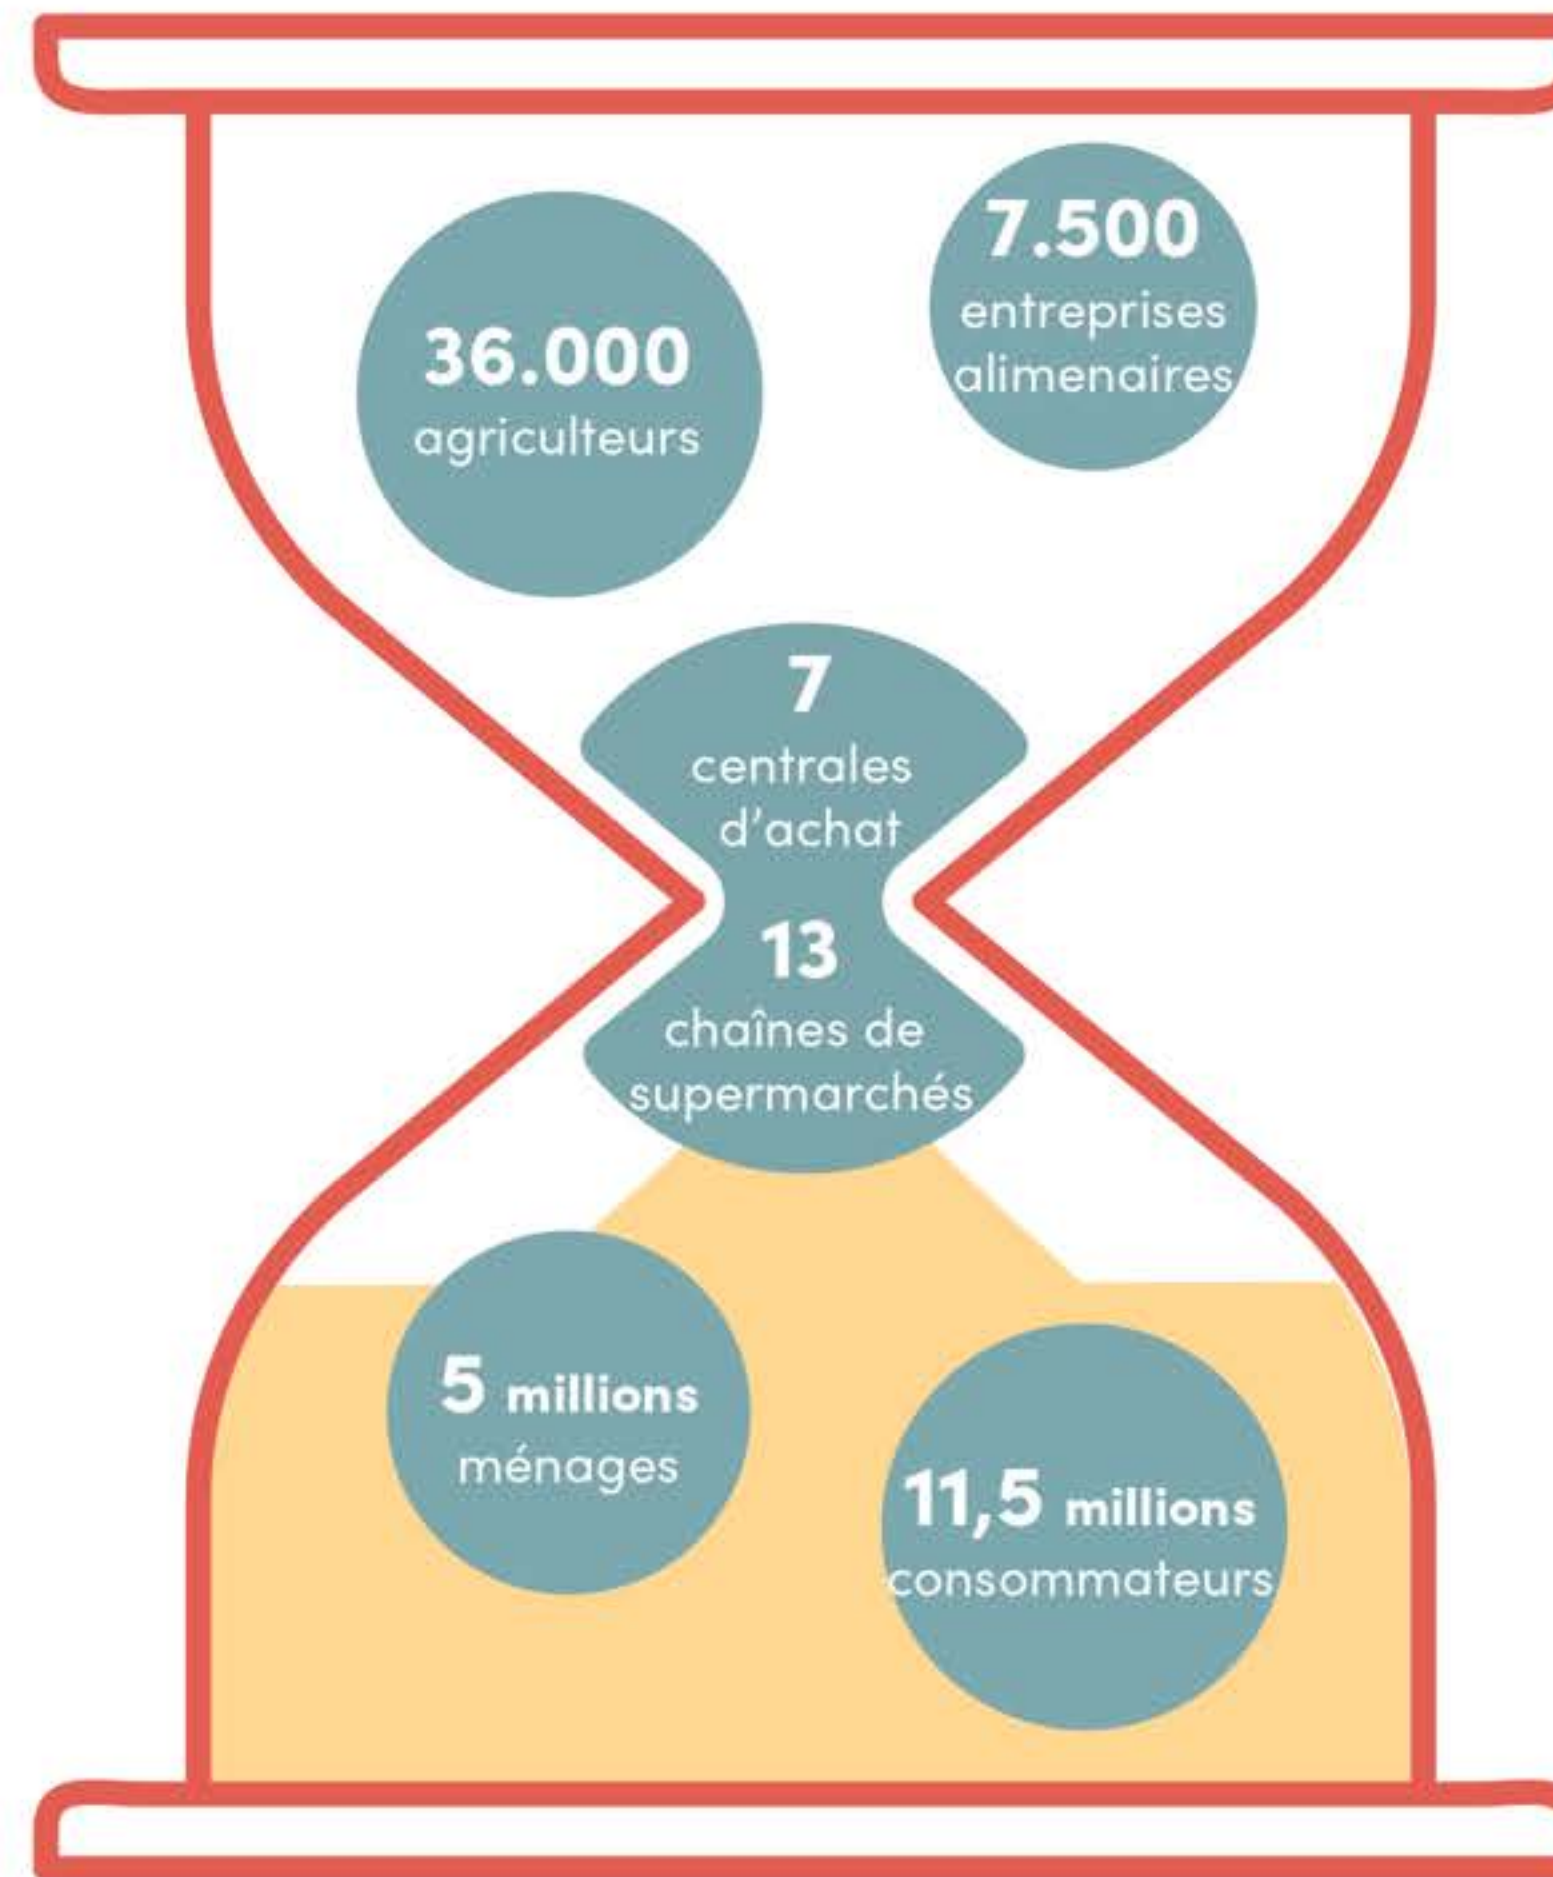 36.000
agriculteurs
7.500
entreprises
alimenaires
7
centrales
d'achat
13
chaînes de
supermarchés
5 millions
ménages
11,5 millions
consommateurs